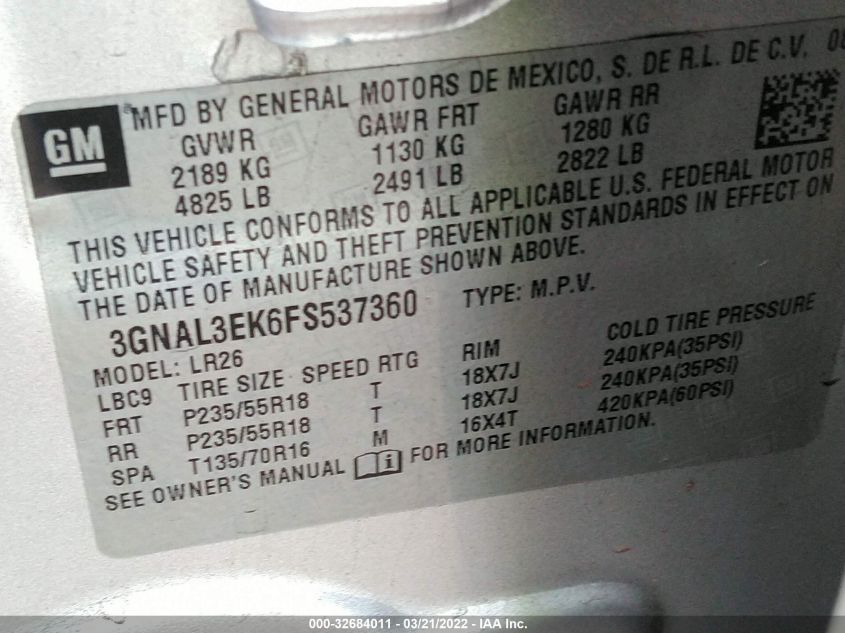 MFD BY GENERAL MOTORS DE MEXICO, S. DE R.L. DE C.V.
GM
GVWR GAWR FRT GAWR RR
2189 KG 1130 KG 1280 KG
4825 LB 2491 LB 2822 LB
THIS VEHICLE CONFORMS TO ALL APPLICABLE U.S. FEDERAL MOTOR
VEHICLE SAFETY AND THEFT PREVENTION STANDARDS IN EFFECT ON
THE DATE OF MANUFACTURE SHOWN ABOVE.
3GNAL3EK6FS537360 TYPE: M.P.V.
MODEL: LR26
LBC9 TIRE SIZE SPEED RTG RIM COLD TIRE PRESSURE
FRT P235/55R18 T 18X7J 240KPA(35PSI)
RR P235/55R18 T 18X7J 240KPA(35PSI)
SPA T135/70R16 M 16X4T 420KPA(60PSI)
SEE OWNER'S MANUAL FOR MORE INFORMATION.
000-32684011 - 03/21/2022 - IAA Inc.